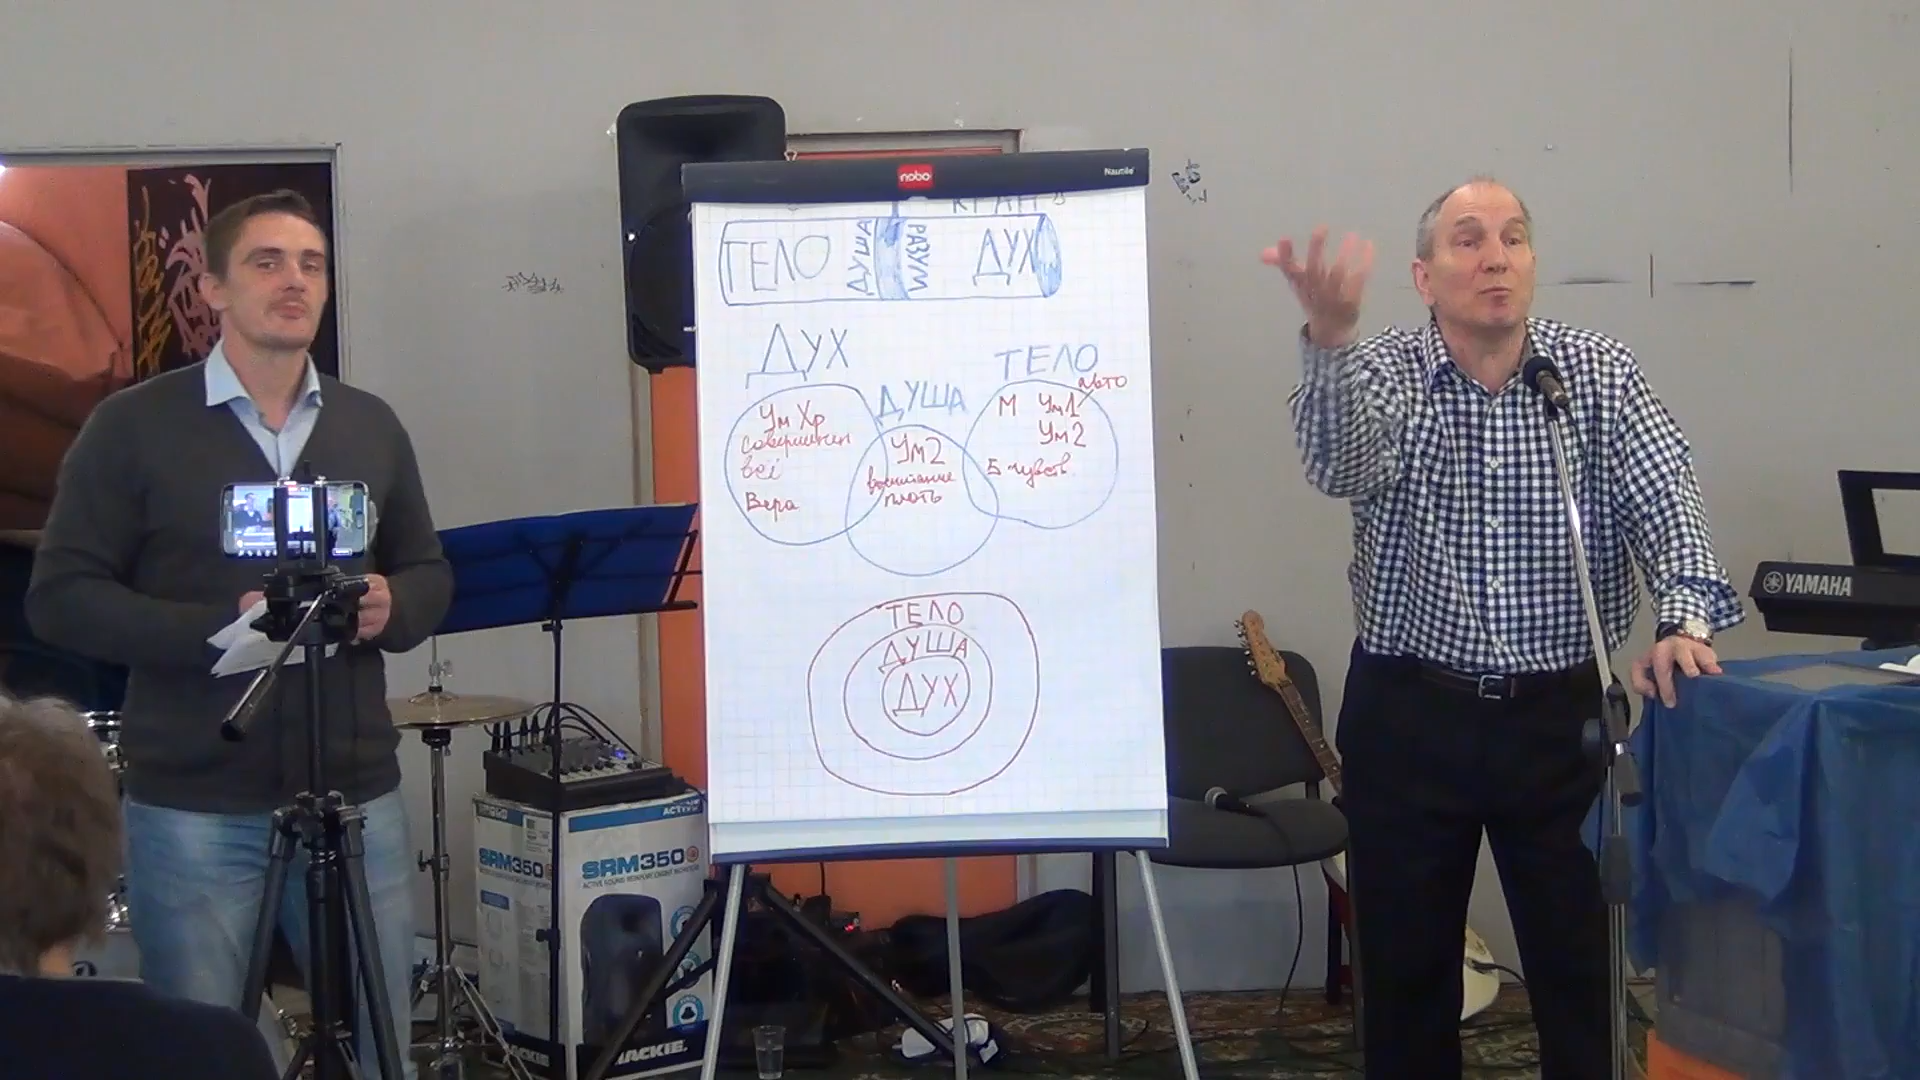 nobo
Nautile
КРАН
ТЕЛО ДУША РАЗУМ ДУХ
ДУХ
ДУША
ТЕЛО
авто
Ум Хр
совершенен
всё
Вера
Ум2
воспитание
плоть
М Ум1
Ум2
5 чувств.
ТЕЛО
ДУША
ДУХ
YAMAHA
SRM350
SRM350
ACTIVE
MACKIE.